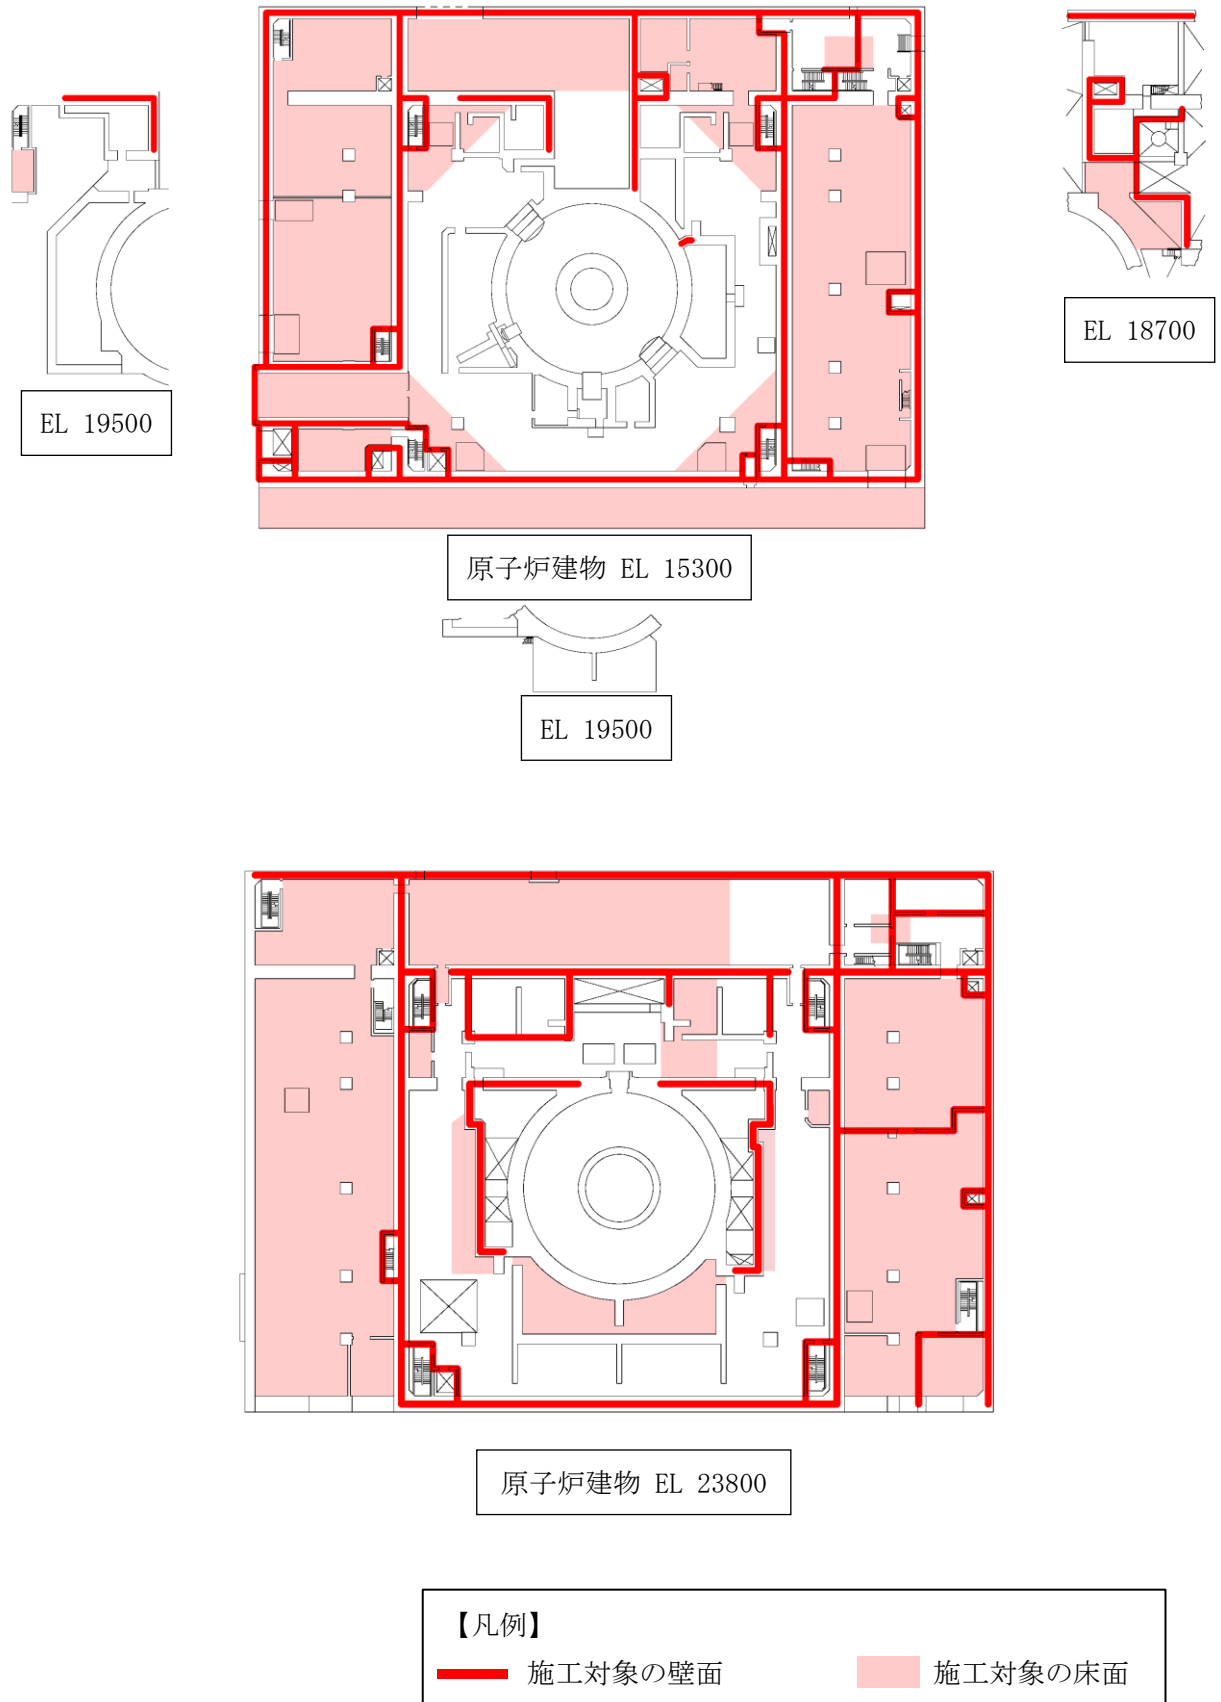 EL 19500
EL 18700
原子炉建物 EL 15300
EL 19500
原子炉建物 EL 23800
【凡例】
施工対象の壁面 施工対象の床面